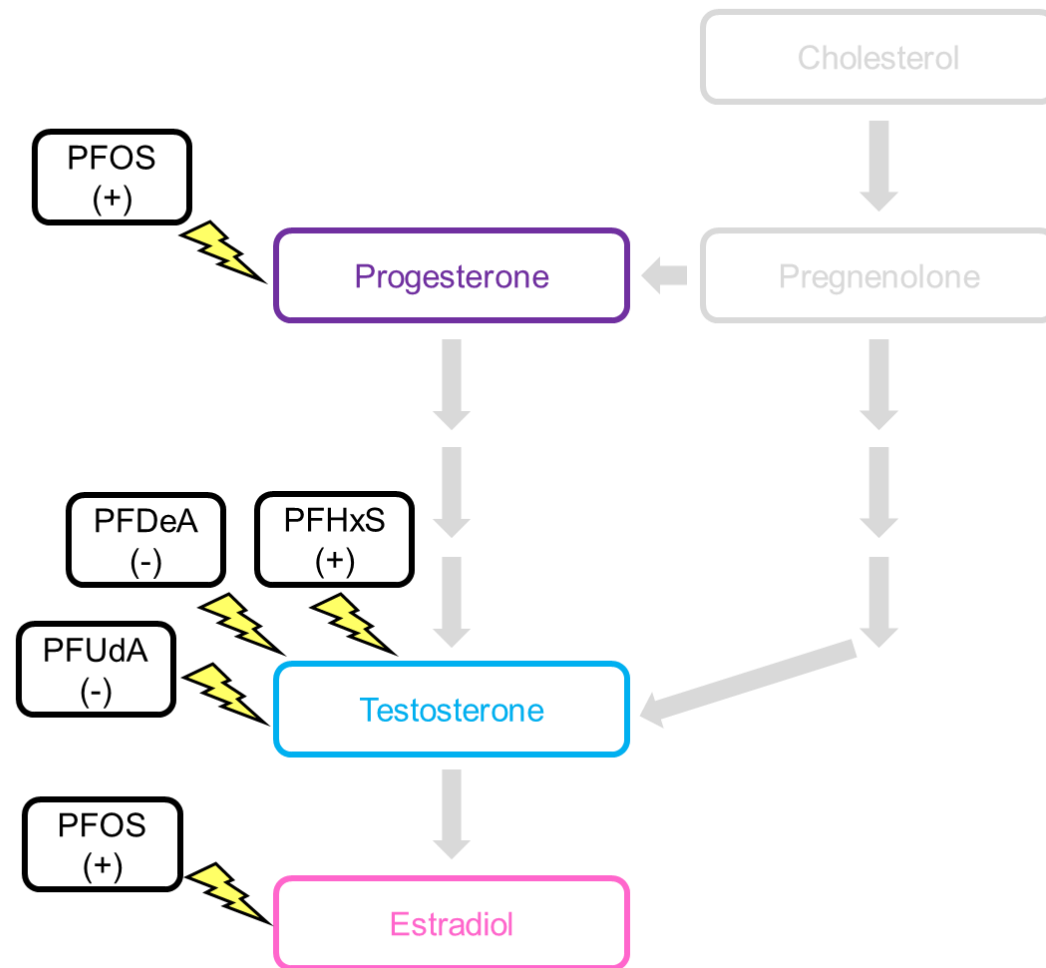 Cholesterol
PFOS
(+)
Progesterone
Pregnenolone
PFDeA
(-)
PFHxS
(+)
PFUdA
(-)
Testosterone
PFOS
(+)
Estradiol